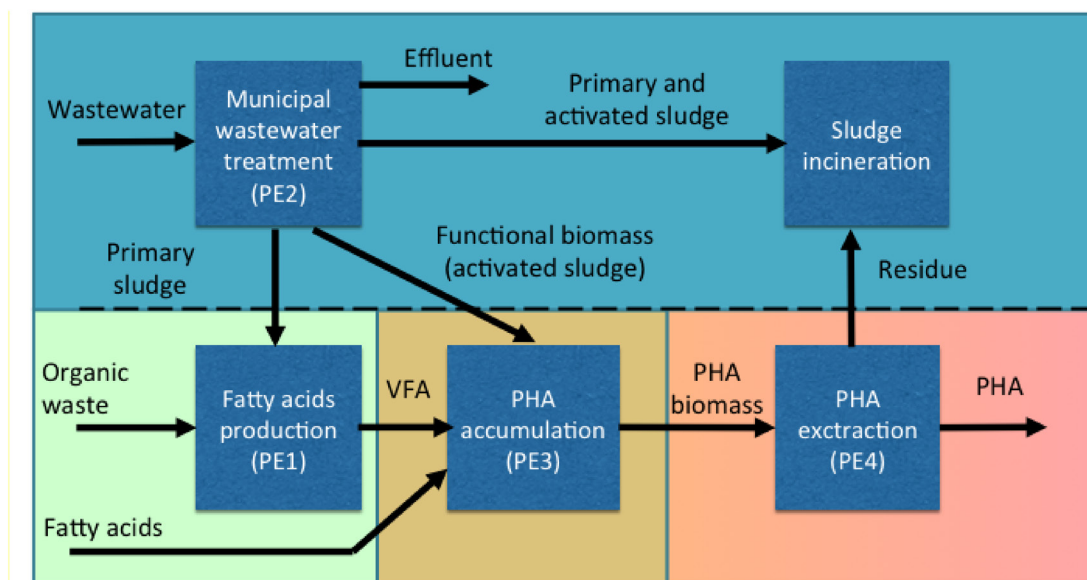 Effluent
Wastewater
Municipal
wastewater
treatment
(PE2)
Primary and
activated sludge
Sludge
incineration
Primary
sludge
Functional biomass
(activated sludge)
Residue
Organic
waste
Fatty acids
production
(PE1)
VFA
PHA
accumulation
(PE3)
PHA
biomass
PHA
exctraction
(PE4)
PHA
Fatty acids